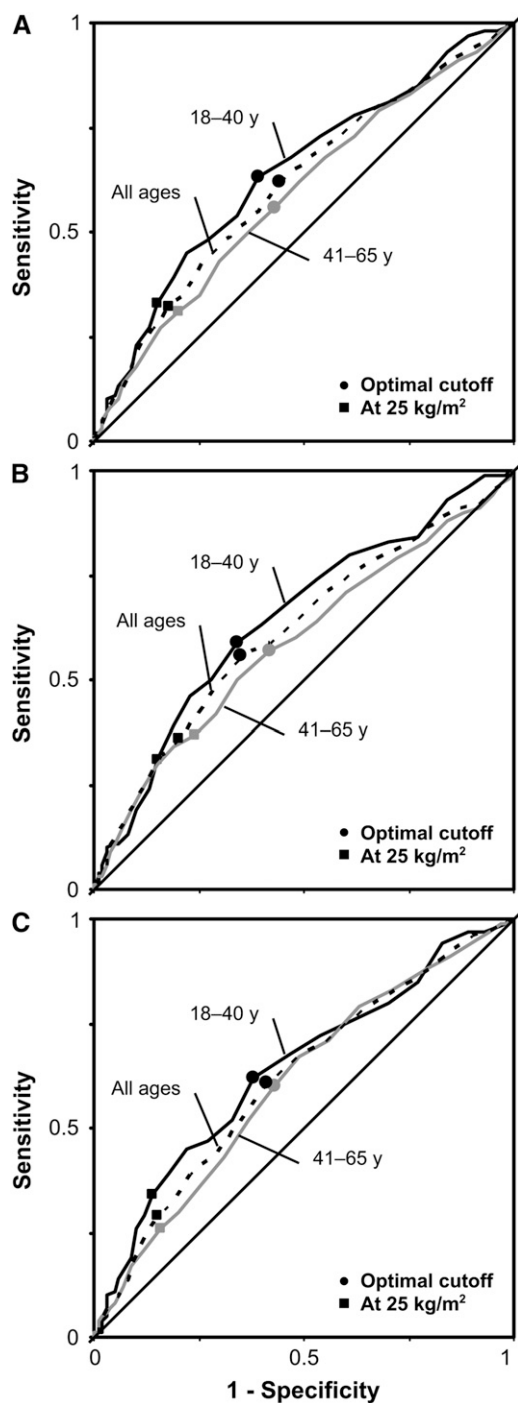 A
1
18–40 y
All ages
0.5
41–65 y
Sensitivity
Optimal cutoff
At 25 kg/m²
0
B
1
18–40 y
All ages
0.5
41–65 y
Sensitivity
Optimal cutoff
At 25 kg/m²
0
C
1
18–40 y
All ages
0.5
41–65 y
Sensitivity
Optimal cutoff
At 25 kg/m²
0
0 0.5 1
1 - Specificity